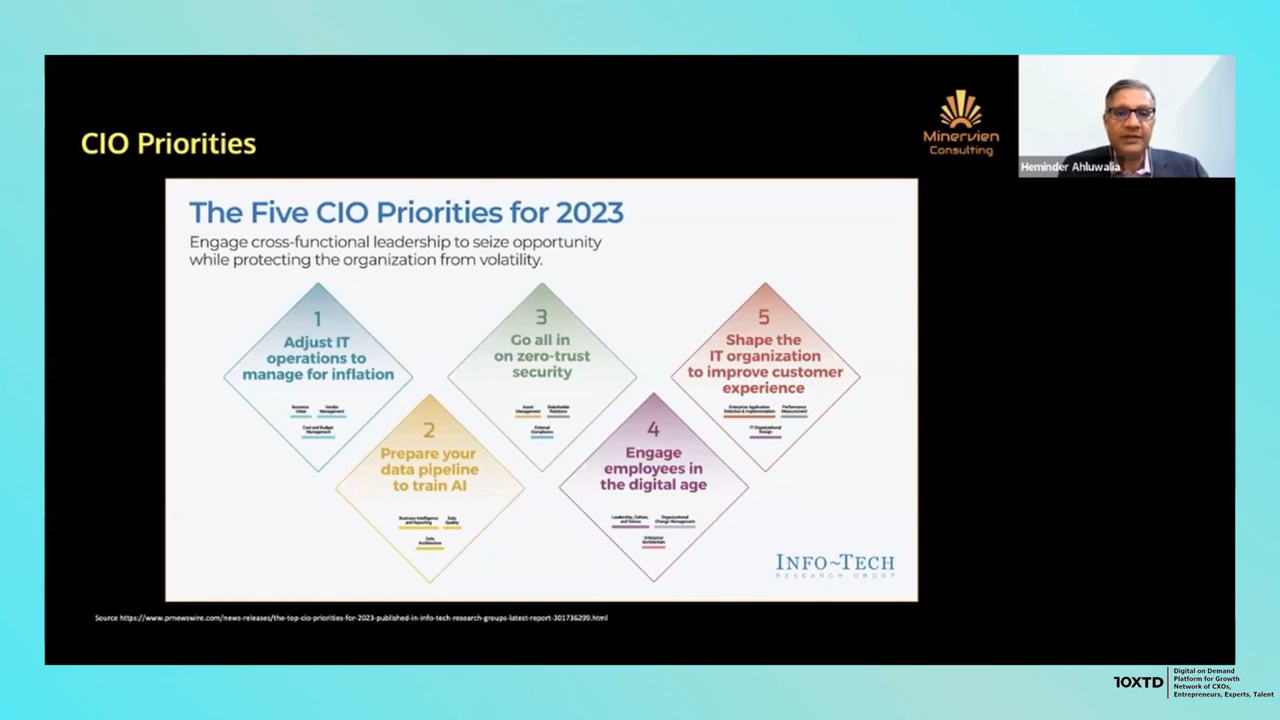 CIO Priorities
Minervien
Consulting
Heminder Ahluwalia
The Five CIO Priorities for 2023
Engage cross-functional leadership to seize opportunity
while protecting the organization from volatility.
1
Adjust IT
operations to
manage for inflation
Business
Value
Vendor
Management
Cost and Budget
Management
2
Prepare your
data pipeline
to train AI
Business Intelligence
and Reporting
Data
Quality
Data
Architecture
3
Go all in
on zero-trust
security
Asset
Management
Stakeholder
Relations
External
Compliance
4
Engage
employees in
the digital age
Leadership, Culture,
and Values
Organizational
Change Management
Enterprise
Architecture
5
Shape the
IT organization
to improve customer
experience
Enterprise Application
Selection & Implementation
Performance
Measurement
IT Organizational
Design
INFO~TECH
RESEARCH GROUP
Source https://www.prnewswire.com/news-releases/the-top-cio-priorities-for-2023-published-in-info-tech-research-groups-latest-report-301736299.html
10XTD
Digital on Demand
Platform for Growth
Network of CXOs,
Entrepreneurs, Experts, Talent